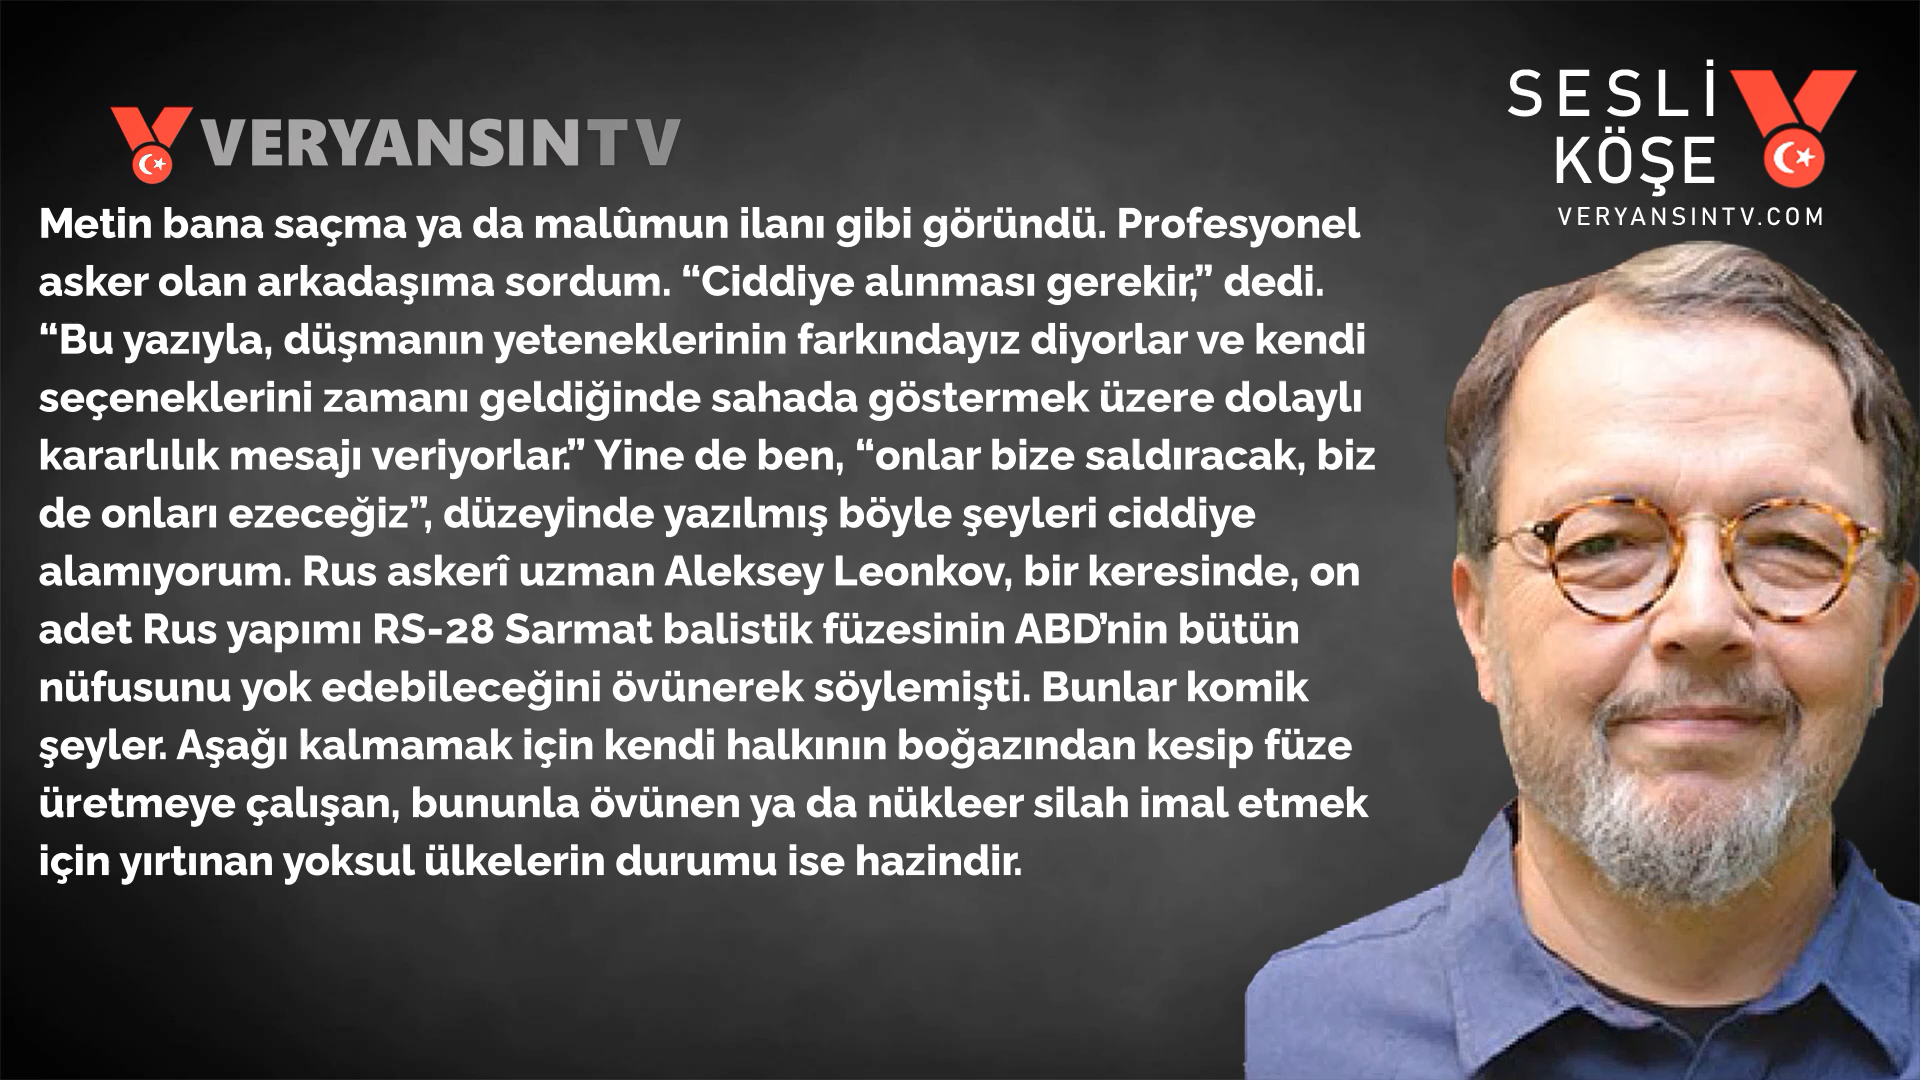 VERYANSINTV
SESLİ
KÖŞE
VERYANSINTV.COM
Metin bana saçma ya da malûmun ilanı gibi göründü. Profesyonel
asker olan arkadaşıma sordum. “Ciddiye alınması gerekir,” dedi.
“Bu yazıyla, düşmanın yeteneklerinin farkındayız diyorlar ve kendi
seçeneklerini zamanı geldiğinde sahada göstermek üzere dolaylı
kararlılık mesajı veriyorlar.” Yine de ben, “onlar bize saldıracak, biz
de onları ezeceğiz”, düzeyinde yazılmış böyle şeyleri ciddiye
alamıyorum. Rus askerî uzman Aleksey Leonkov, bir keresinde, on
adet Rus yapımı RS-28 Sarmat balistik füzesinin ABD’nin bütün
nüfusunu yok edebileceğini övünerek söylemişti. Bunlar komik
şeyler. Aşağı kalmamak için kendi halkının boğazından kesip füze
üretmeye çalışan, bununla övünen ya da nükleer silah imal etmek
için yırtınan yoksul ülkelerin durumu ise hazindir.